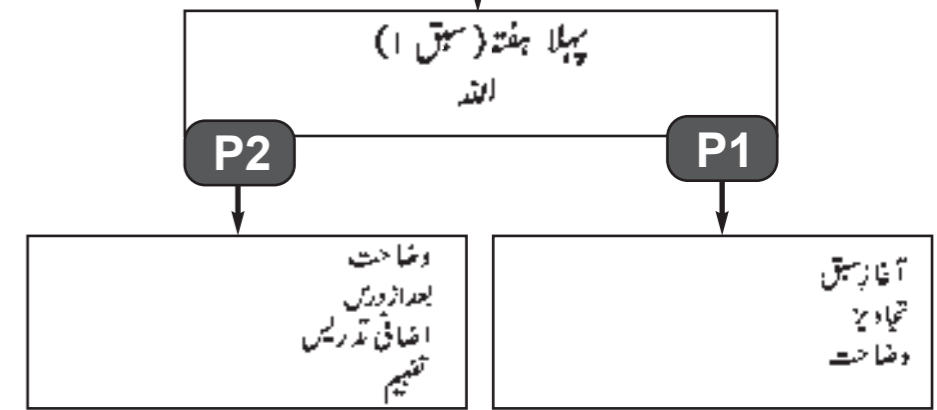 پہلا ہفتہ (سبق ۱)
اللہ
P1
آغازِ سبق
تجاویز
وضاحت
P2
وضاحت
بعد از درس
اضافی تدریس
تفہیم